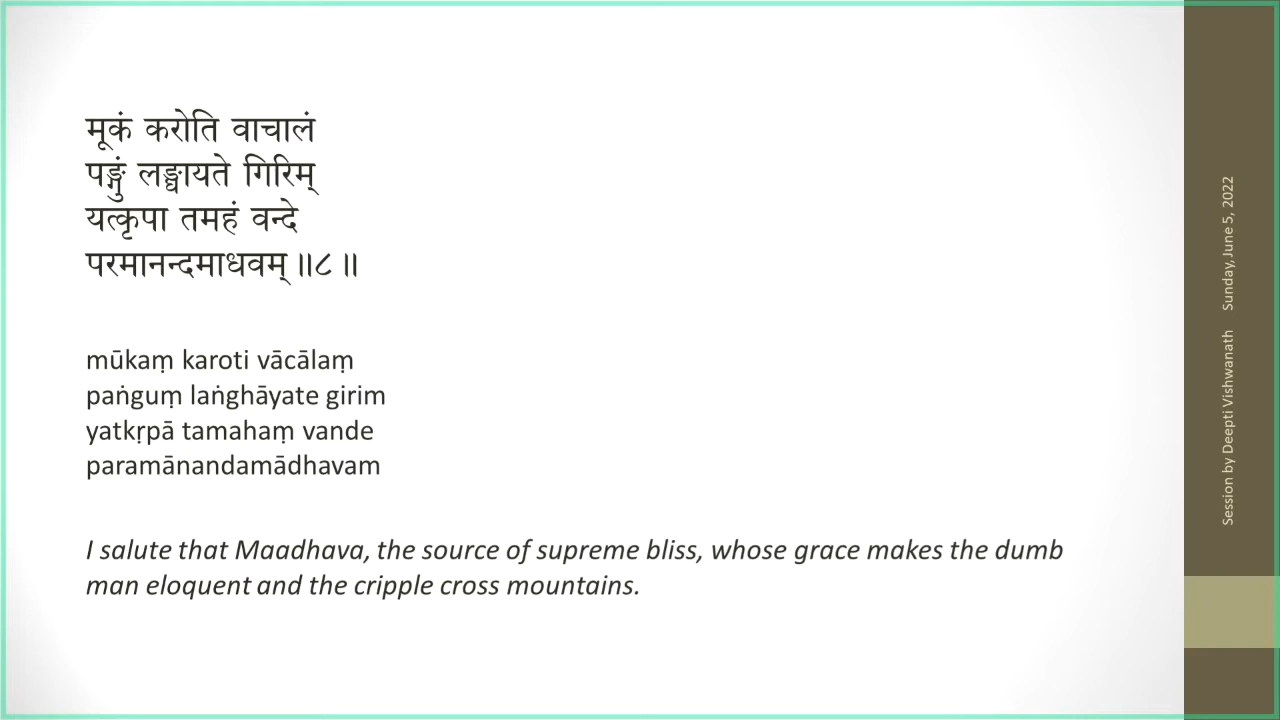 मूकं करोति वाचालं
पङ्गुं लङ्घायते गिरिम्
यत्कृपा तमहं वन्दे
परमानन्दमाधवम् ॥८॥
mūkaṃ karoti vācālaṃ
paṅguṃ laṅghāyate girim
yatkṛpā tamahaṃ vande
paramānandamādhavam
I salute that Maadhava, the source of supreme bliss, whose grace makes the dumb
man eloquent and the cripple cross mountains.
Session by Deepti Vishwanath Sunday, June 5, 2022